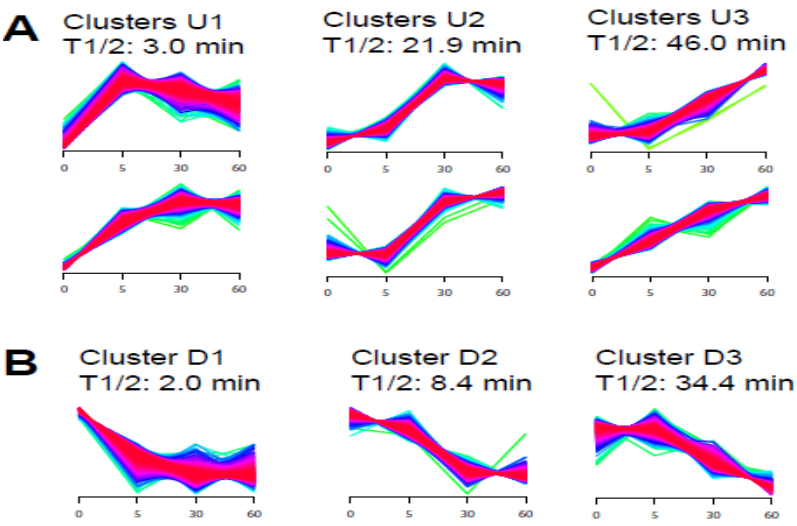 A
Clusters U1
T1/2: 3.0 min
Clusters U2
T1/2: 21.9 min
Clusters U3
T1/2: 46.0 min
0 5 30 60
0 5 30 60
0 5 30 60
0 5 30 60
0 5 30 60
0 5 30 60
B
Cluster D1
T1/2: 2.0 min
Cluster D2
T1/2: 8.4 min
Cluster D3
T1/2: 34.4 min
0 5 30 60
0 5 30 60
0 5 30 60